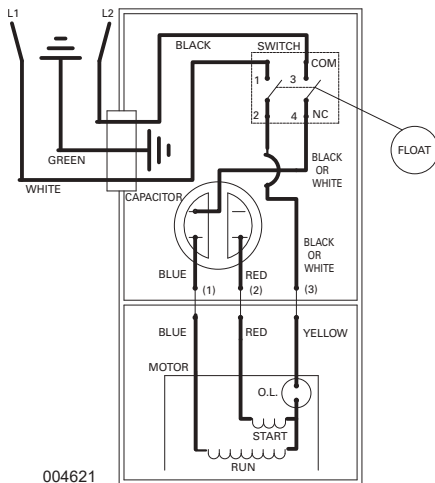 L1
L2
BLACK
SWITCH
COM
1
3
2
4
NC
FLOAT
GREEN
WHITE
CAPACITOR
BLACK
OR
WHITE
BLACK
OR
WHITE
BLUE
RED
(1)
(2)
(3)
BLUE
RED
YELLOW
MOTOR
O.L.
START
RUN
004621